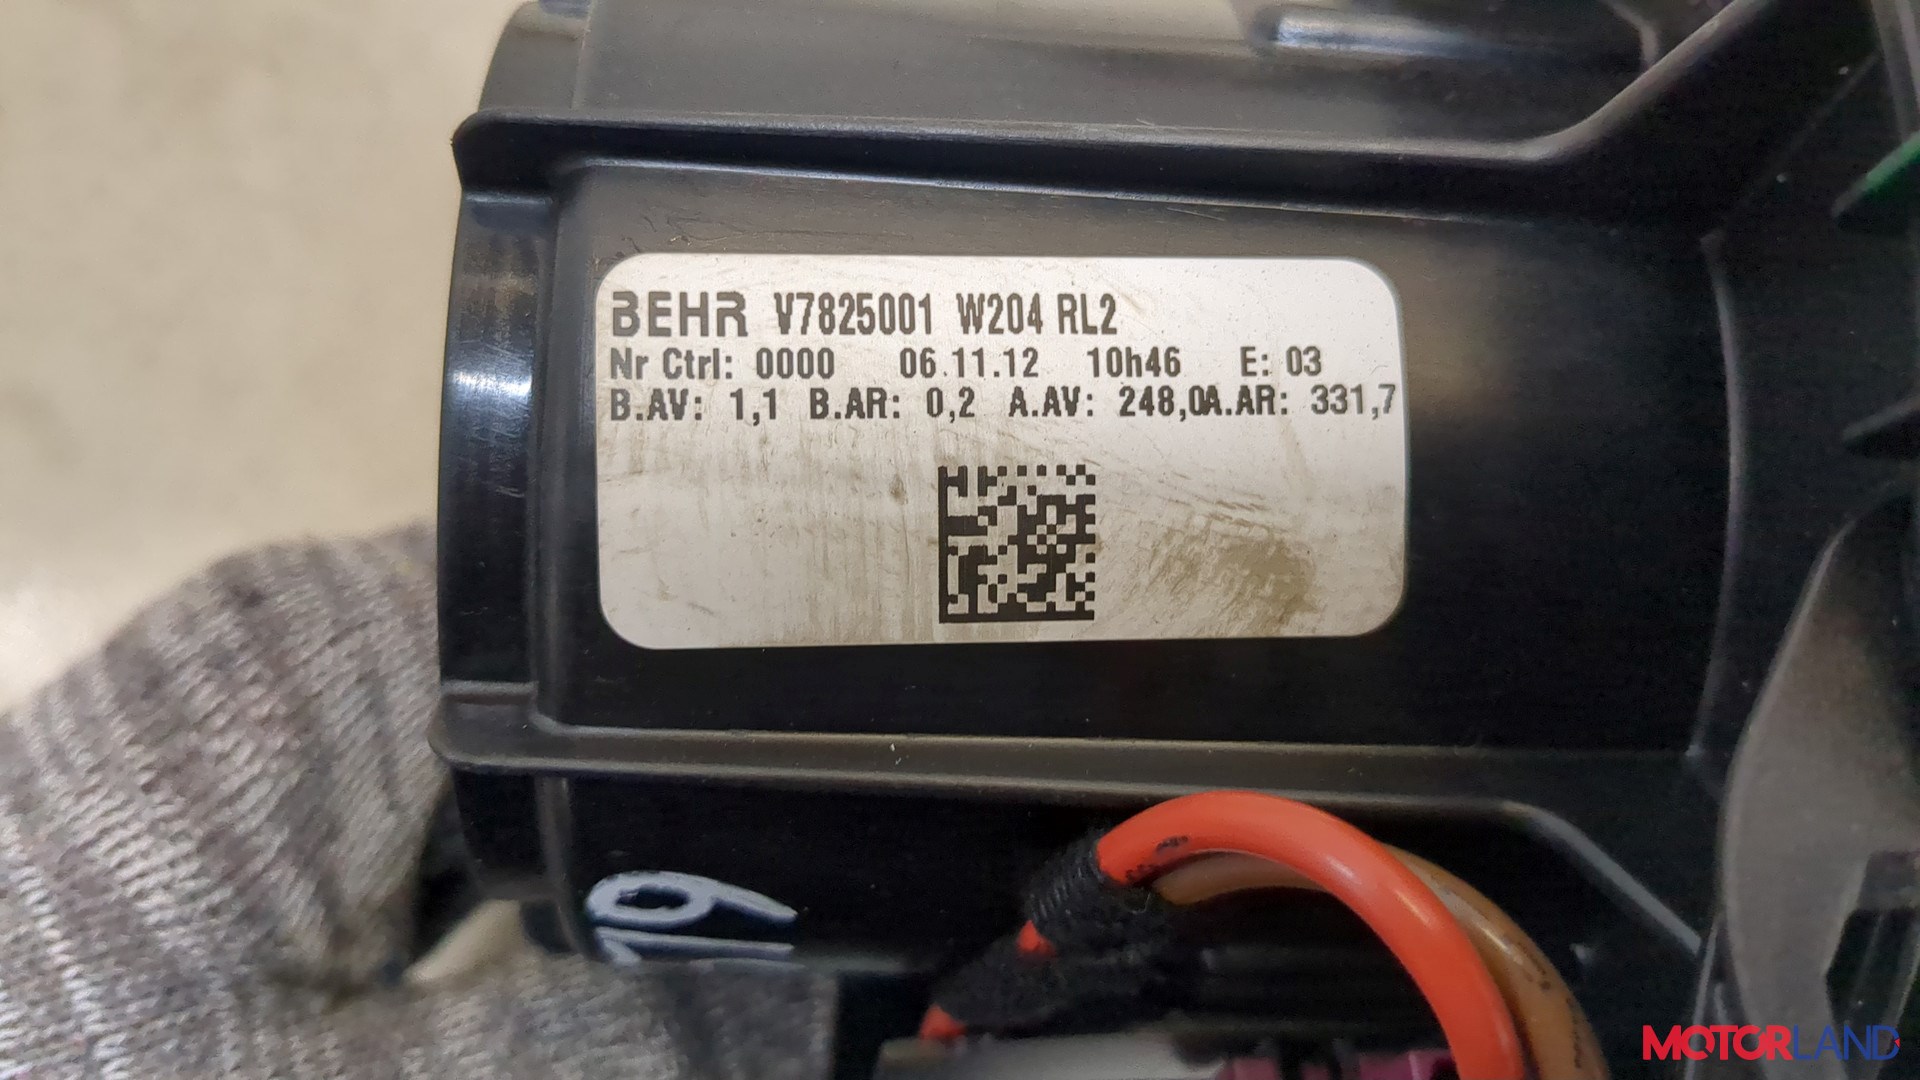 BEHR V7825001 W204 RL2
Nr Ctrl: 0000 06.11.12 10h46 E: 03
B.AV: 1,1 B.AR: 0,2 A.AV: 248,0A.AR: 331,7
19
MOTORLAND